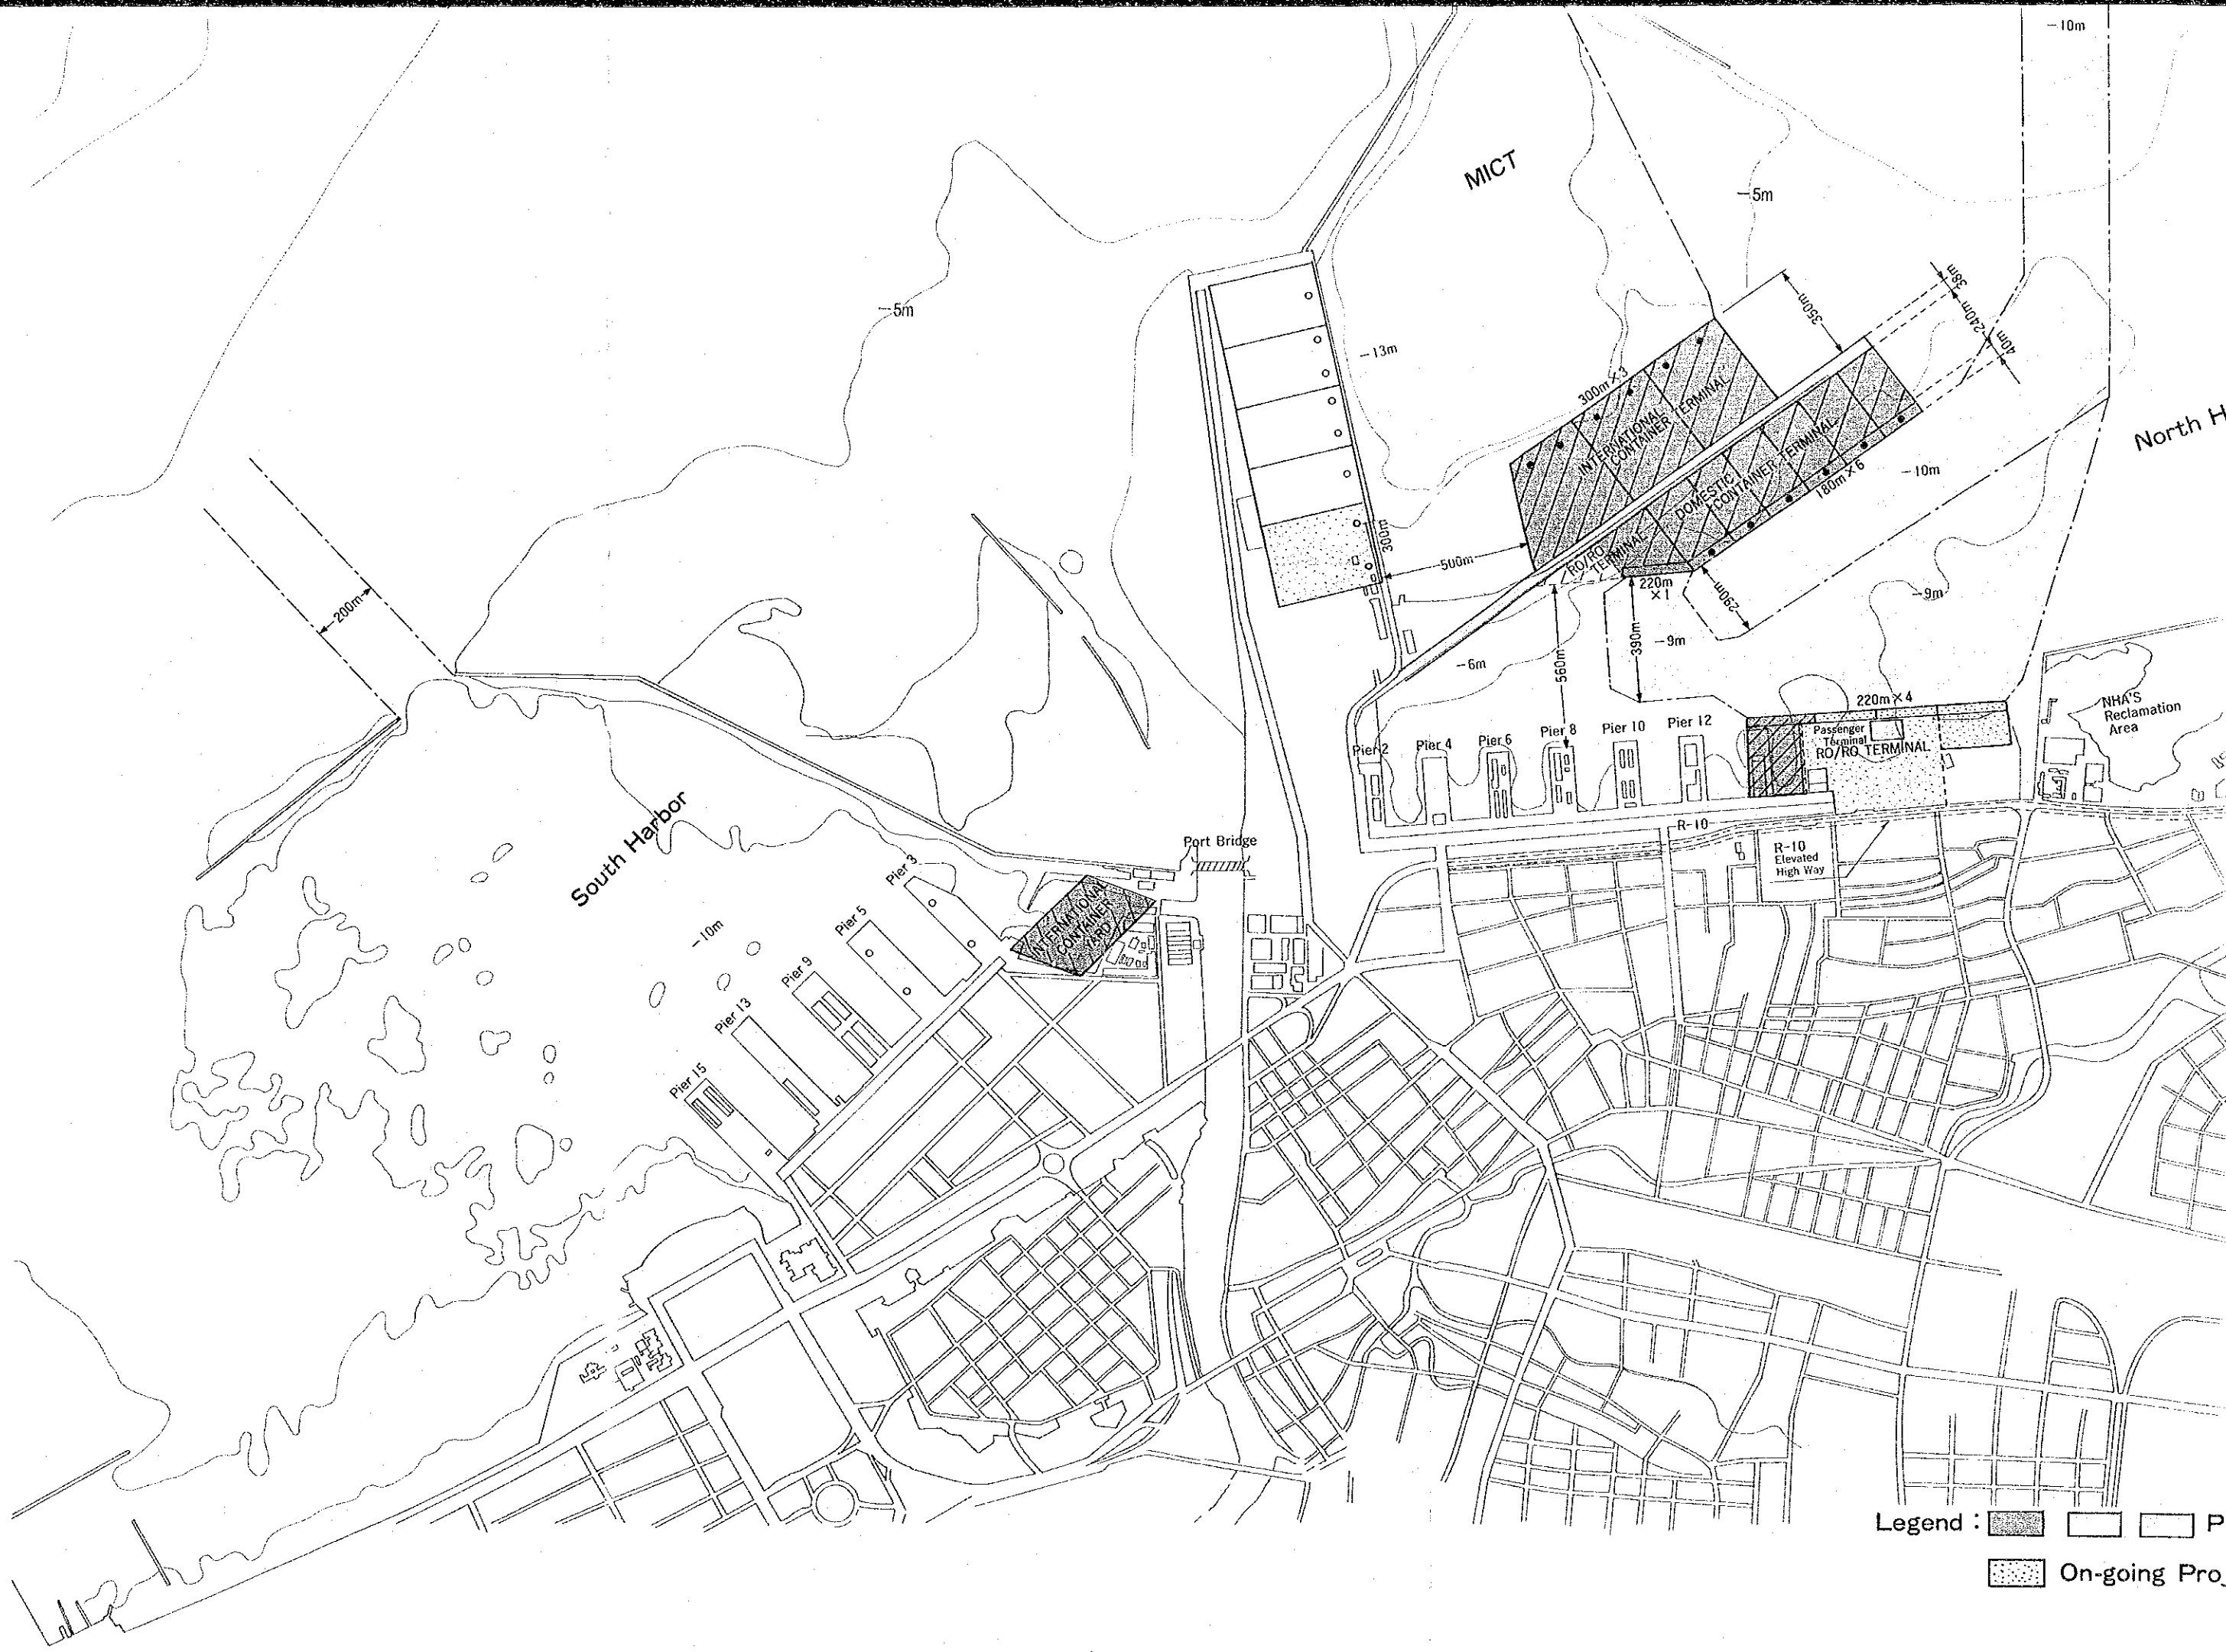 -10m
MICT
-5m
-5m
38m
240m
40m
350m
-13m
300m×3
INTERNATIONAL
CONTAINER TERMINAL
North H
-10m
DOMESTIC
CONTAINER TERMINAL
180m×6
300m
500m
RO/RO
TERMINAL
220m
×1
290m
-9m
200m
560m
390m
-9m
-6m
220m×4
NHA'S
Reclamation
Area
Pier 2
Pier 4
Pier 6
Pier 8
Pier 10
Pier 12
Passenger
Terminal
RO/RO TERMINAL
South Harbor
Port Bridge
R-10
R-10
Elevated
High Way
Pier 3
INTERNATIONAL
CONTAINER
YARD
Pier 5
-10m
Pier 9
Pier 13
Pier 15
Legend :
P
On-going Proj